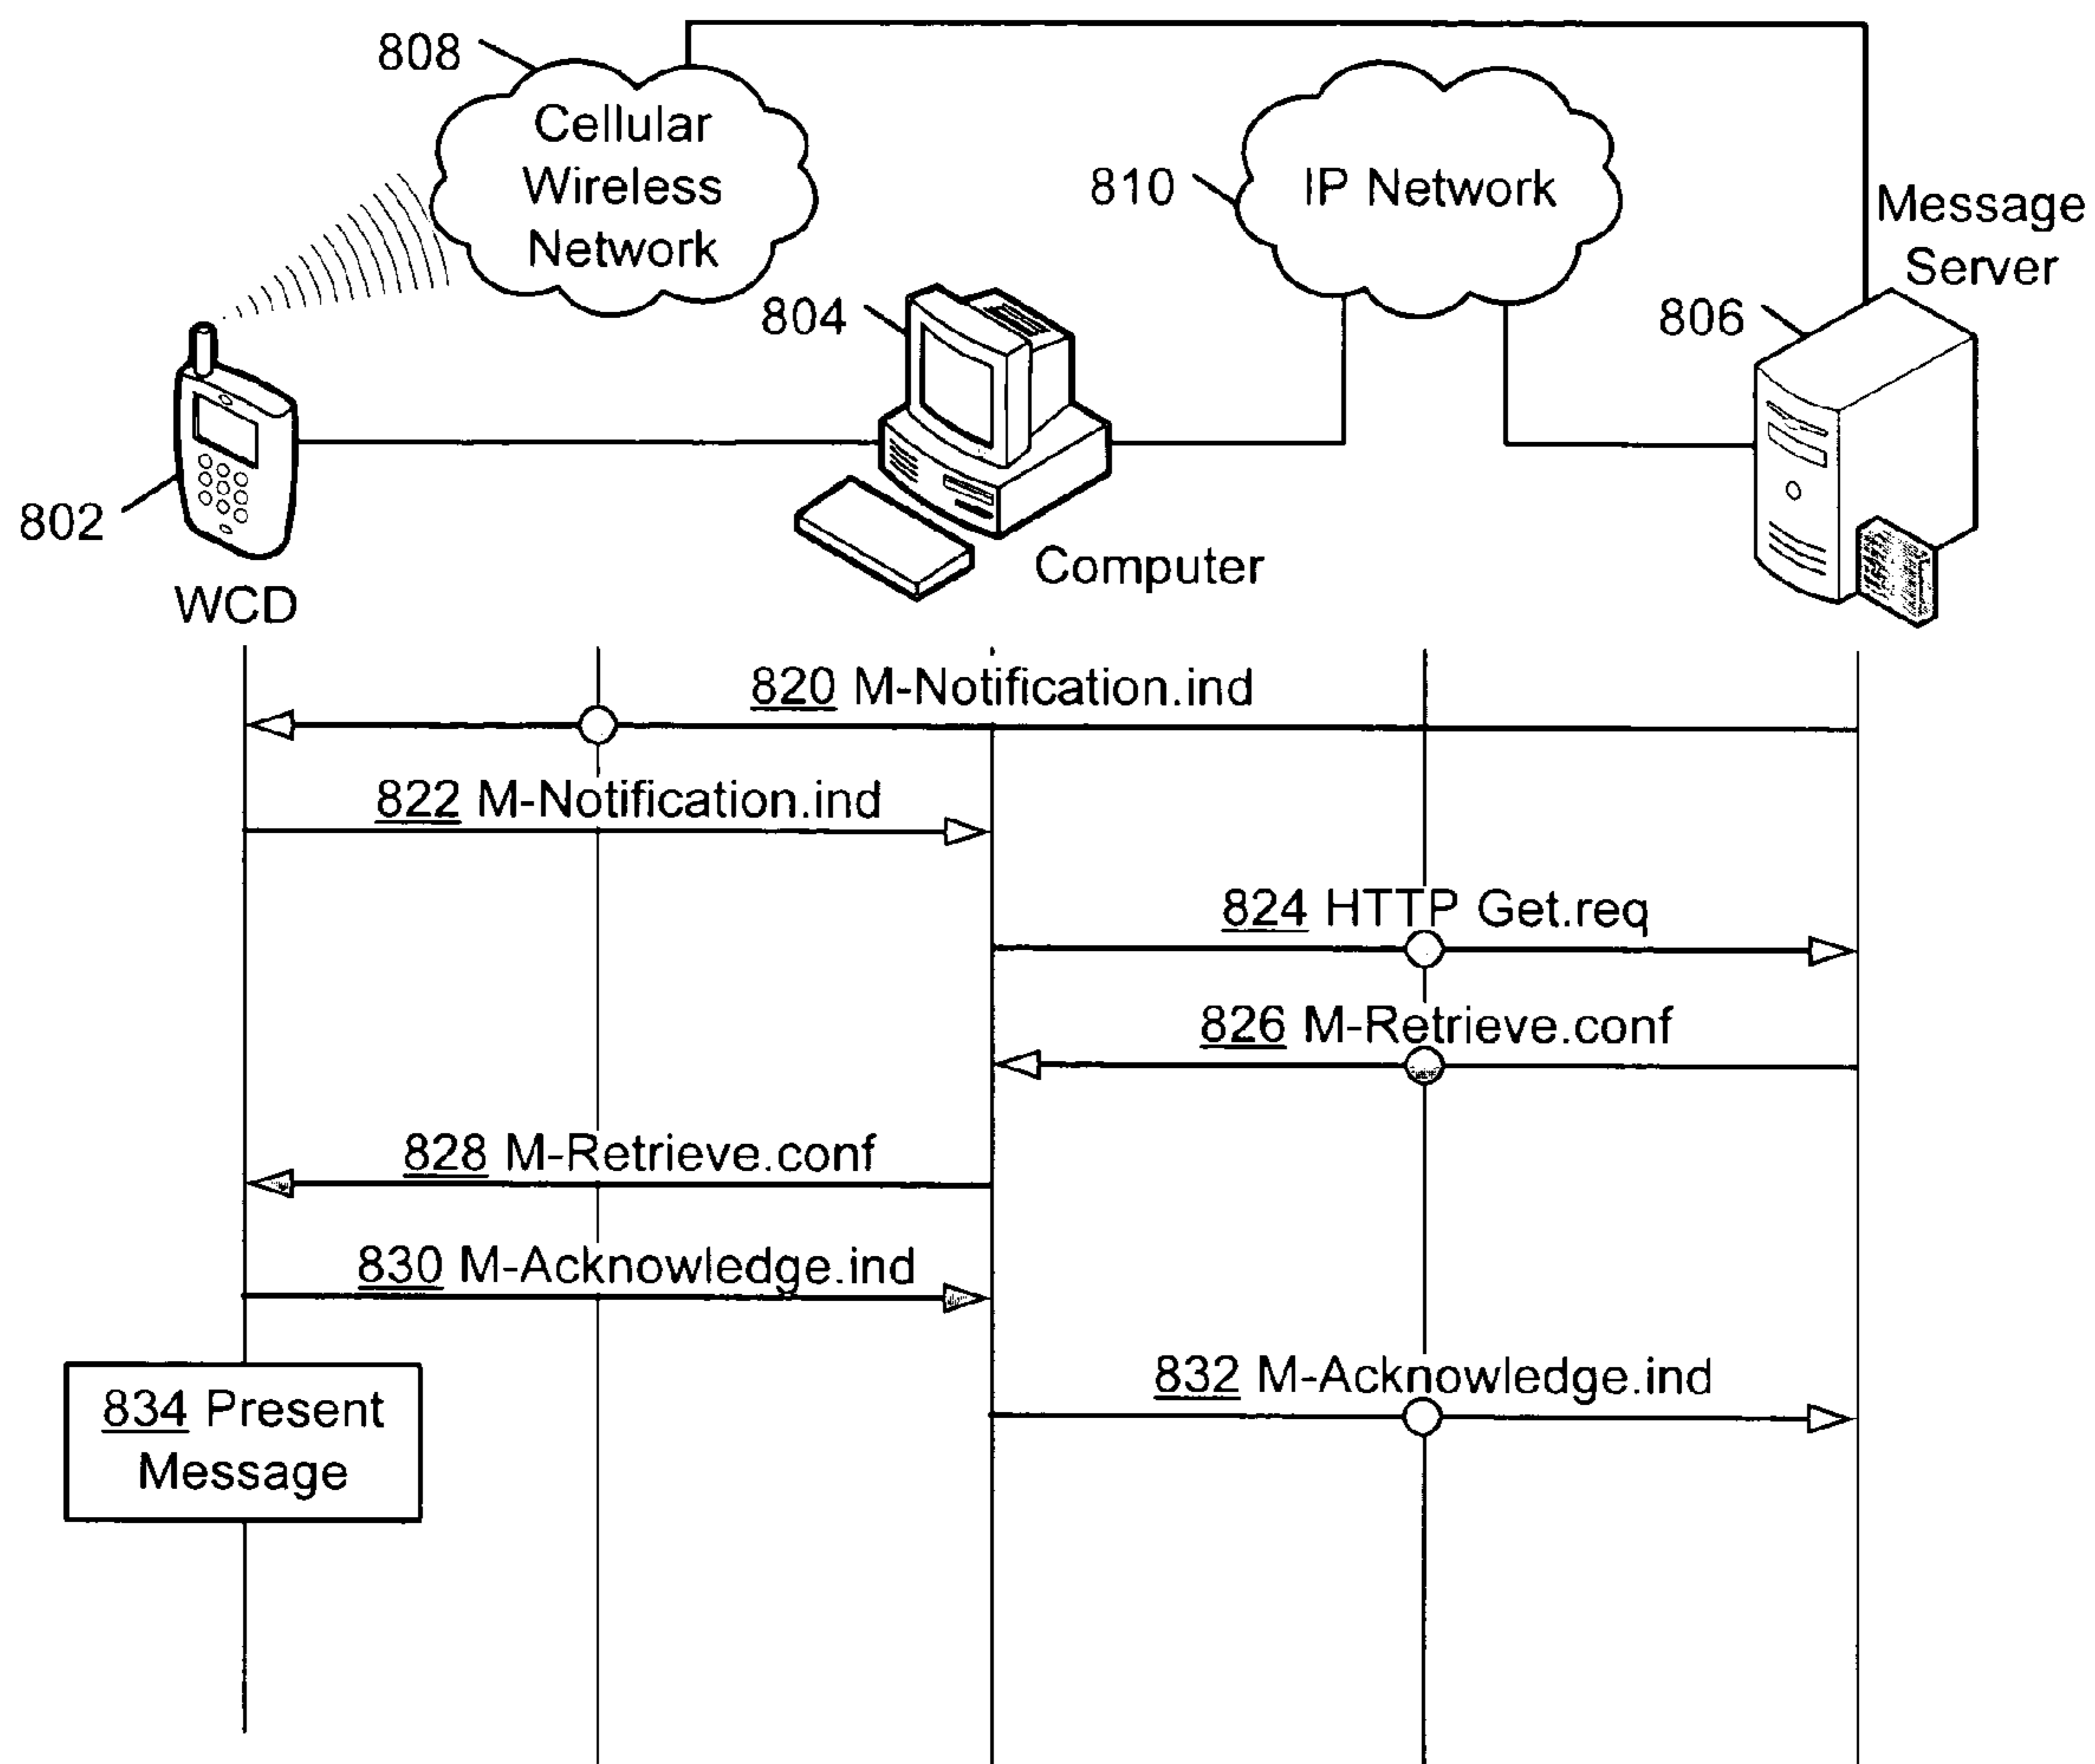 808
Cellular
Wireless
Network
810
IP Network
Message
Server
804
806
802
Computer
WCD
820 M-Notification.ind
822 M-Notification.ind
824 HTTP Get.req
826 M-Retrieve.conf
828 M-Retrieve.conf
830 M-Acknowledge.ind
832 M-Acknowledge.ind
834 Present
Message